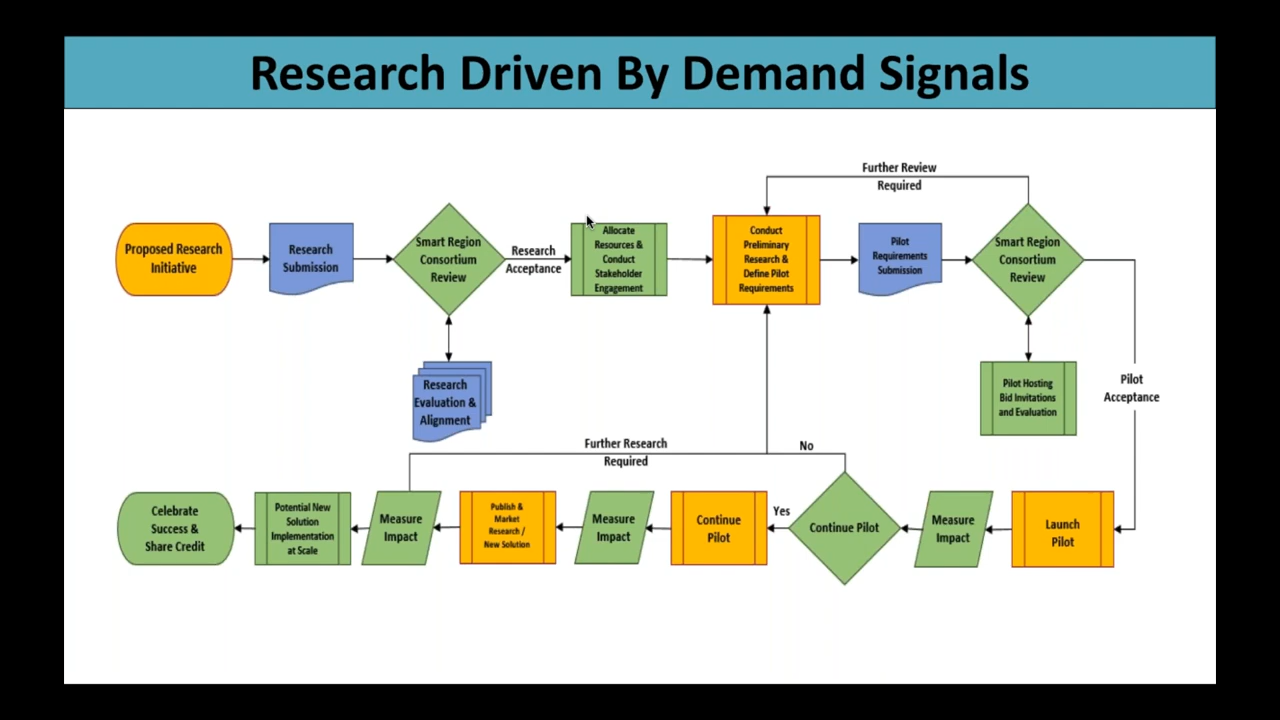 Research Driven By Demand Signals
Further Review
Required
Proposed Research
Initiative
Research
Submission
Smart Region
Consortium
Review
Research
Acceptance
Allocate
Resources &
Conduct
Stakeholder
Engagement
Conduct
Preliminary
Research &
Define Pilot
Requirements
Pilot
Requirements
Submission
Smart Region
Consortium
Review
Research
Evaluation &
Alignment
Pilot Hosting
Bid Invitations
and Evaluation
Pilot
Acceptance
Further Research
Required
No
Celebrate
Success &
Share Credit
Potential New
Solution
Implementation
at Scale
Measure
Impact
Publish &
Market
Research /
New Solution
Measure
Impact
Continue
Pilot
Yes
Continue Pilot
Measure
Impact
Launch
Pilot